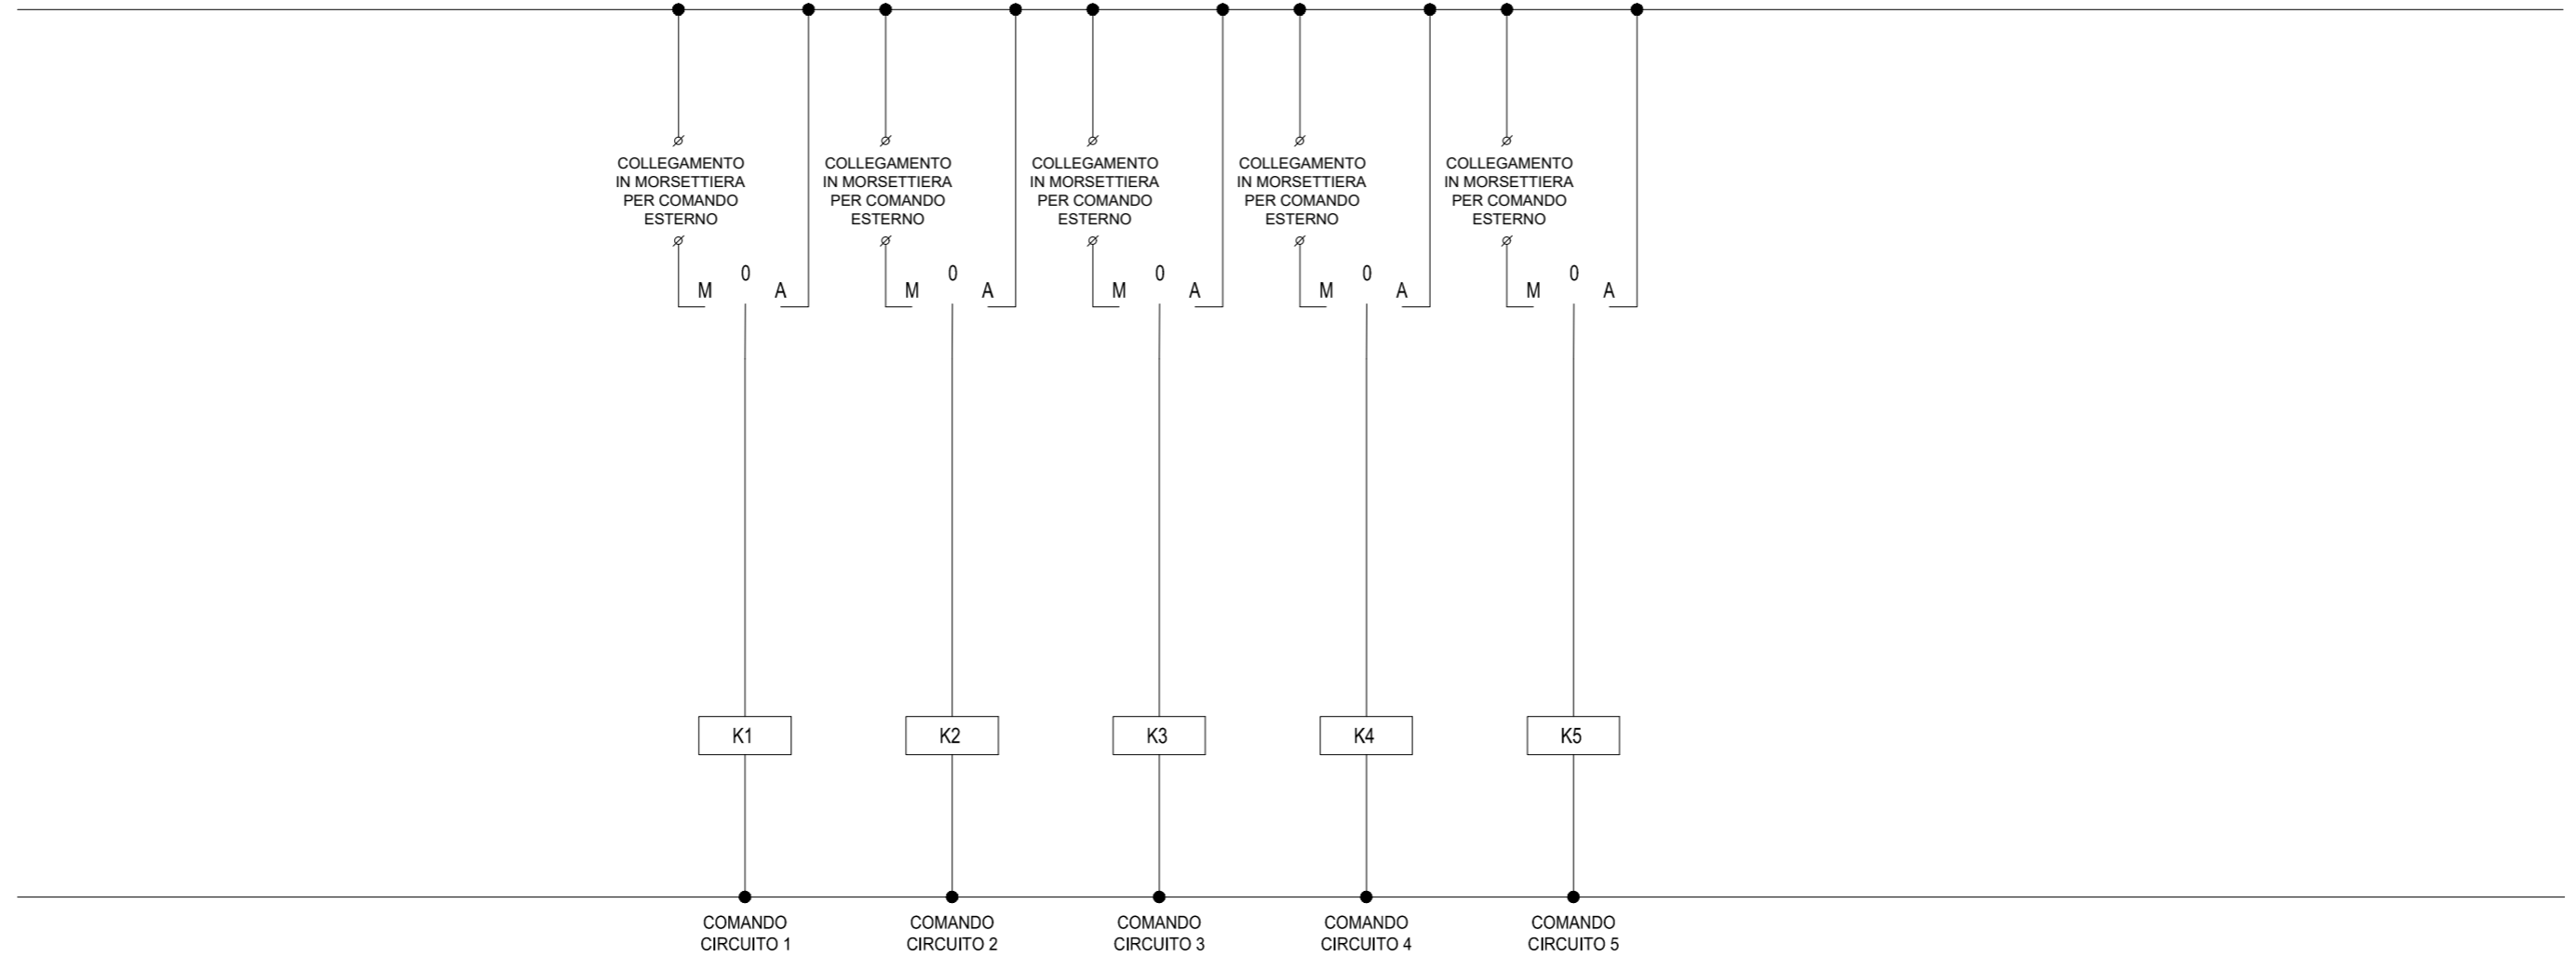 COLLEGAMENTO
IN MORSETTIERA
PER COMANDO
ESTERNO
COLLEGAMENTO
IN MORSETTIERA
PER COMANDO
ESTERNO
COLLEGAMENTO
IN MORSETTIERA
PER COMANDO
ESTERNO
COLLEGAMENTO
IN MORSETTIERA
PER COMANDO
ESTERNO
COLLEGAMENTO
IN MORSETTIERA
PER COMANDO
ESTERNO
M 0 A
M 0 A
M 0 A
M 0 A
M 0 A
K1
K2
K3
K4
K5
COMANDO
CIRCUITO 1
COMANDO
CIRCUITO 2
COMANDO
CIRCUITO 3
COMANDO
CIRCUITO 4
COMANDO
CIRCUITO 5